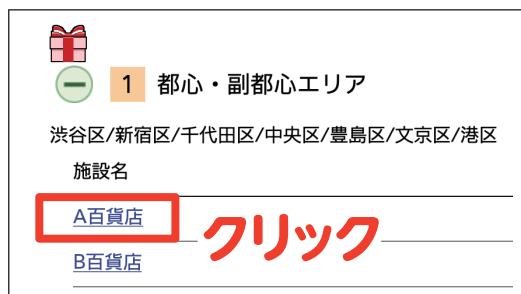 1 都心・副都心エリア
渋谷区/新宿区/千代田区/中央区/豊島区/文京区/港区
施設名
A百貨店
クリック
B百貨店